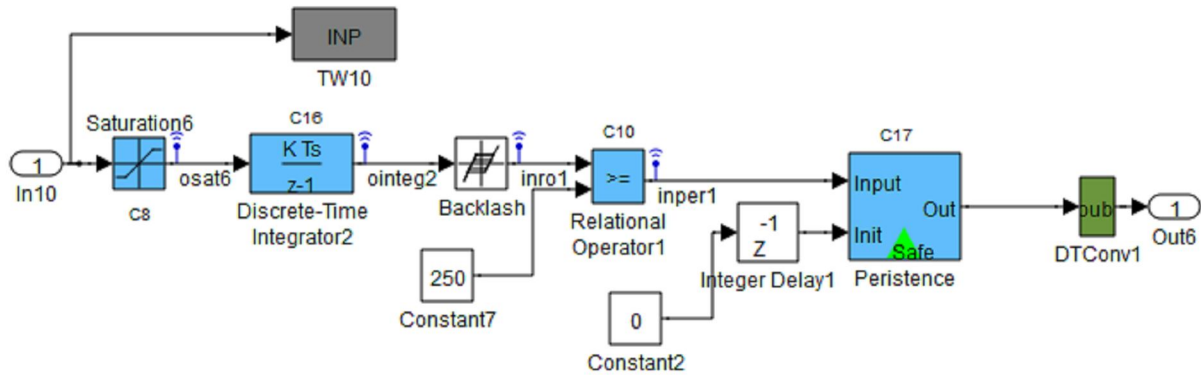 INP
TW10
Saturation6
C16
C10
C17
1
In10
K Ts
z-1
>=
Input
Out
Init
Safe
oub
1
Out6
osat6
ointeg2
inro1
inper1
C8
Discrete-Time
Integrator2
Backlash
Relational
Operator1
-1
Z
Integer Delay1
Peristence
DTConv1
250
Constant7
0
Constant2